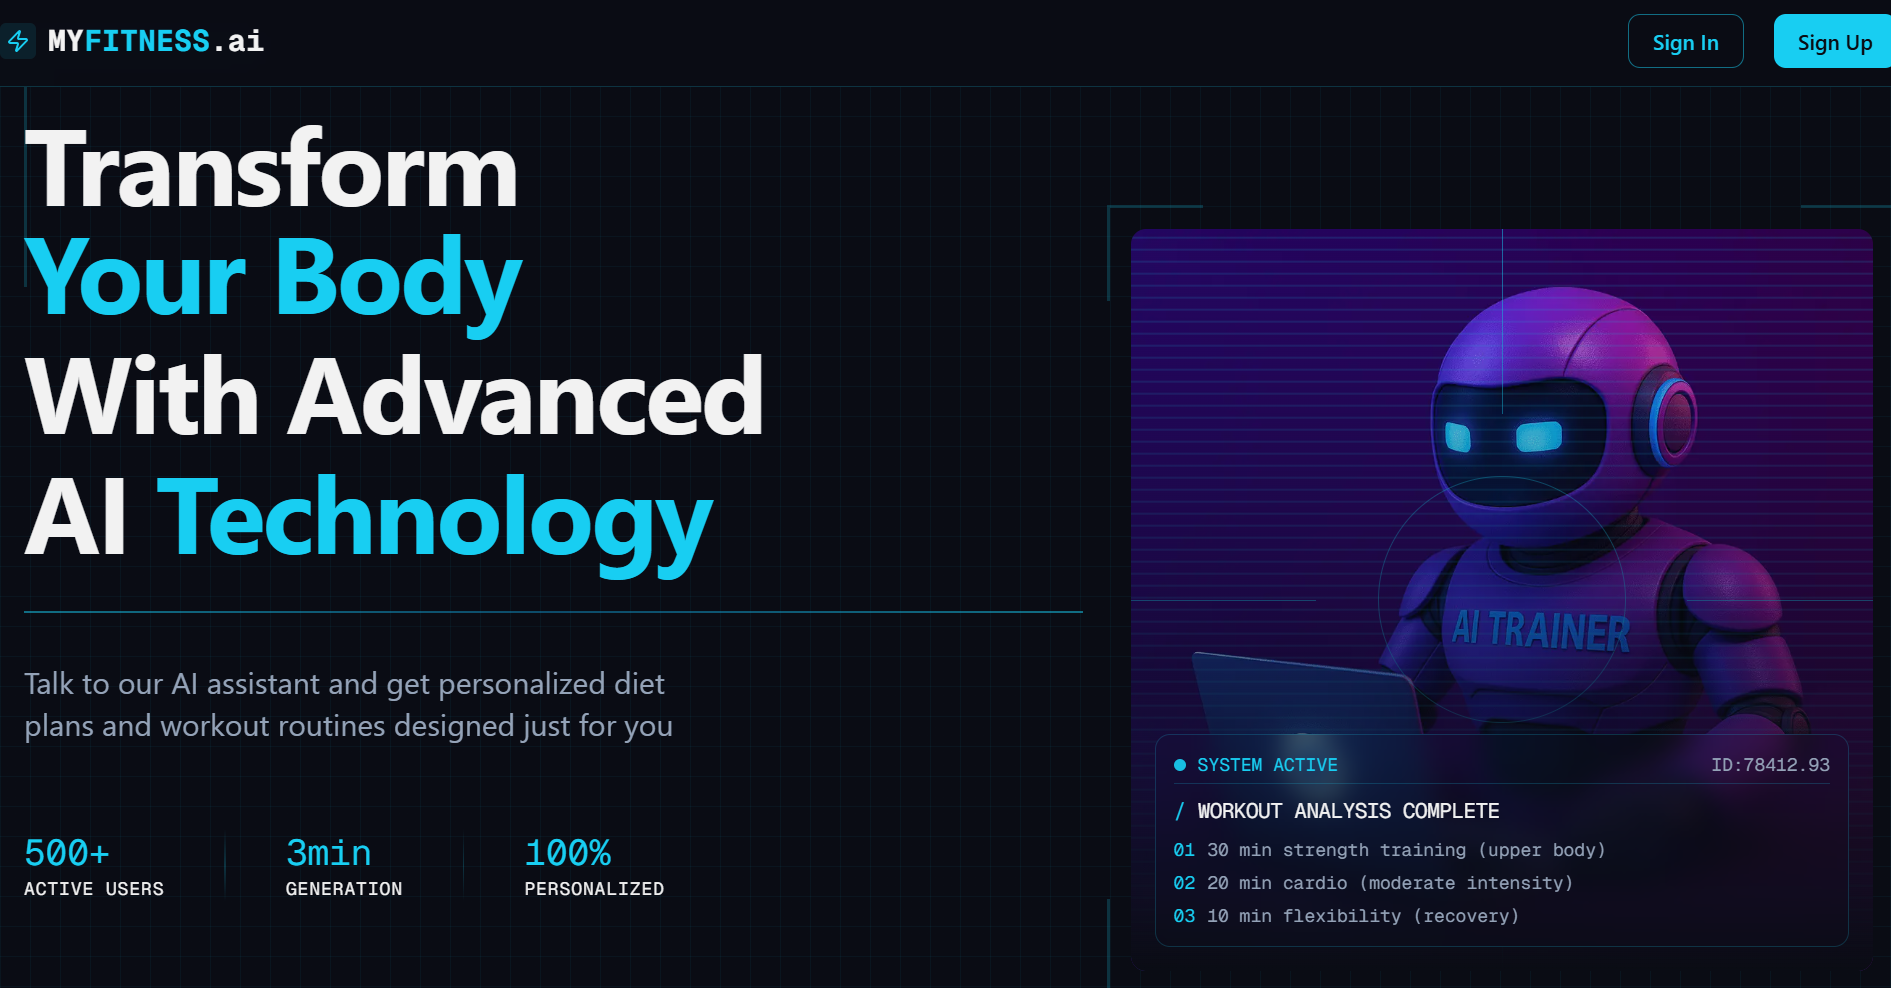 MYFITNESS.ai
Sign In
Sign Up
Transform
Your Body
With Advanced
AI Technology
Talk to our AI assistant and get personalized diet
plans and workout routines designed just for you
500+
ACTIVE USERS
3min
GENERATION
100%
PERSONALIZED
AI TRAINER
SYSTEM ACTIVE
ID:78412.93
/ WORKOUT ANALYSIS COMPLETE
01 30 min strength training (upper body)
02 20 min cardio (moderate intensity)
03 10 min flexibility (recovery)